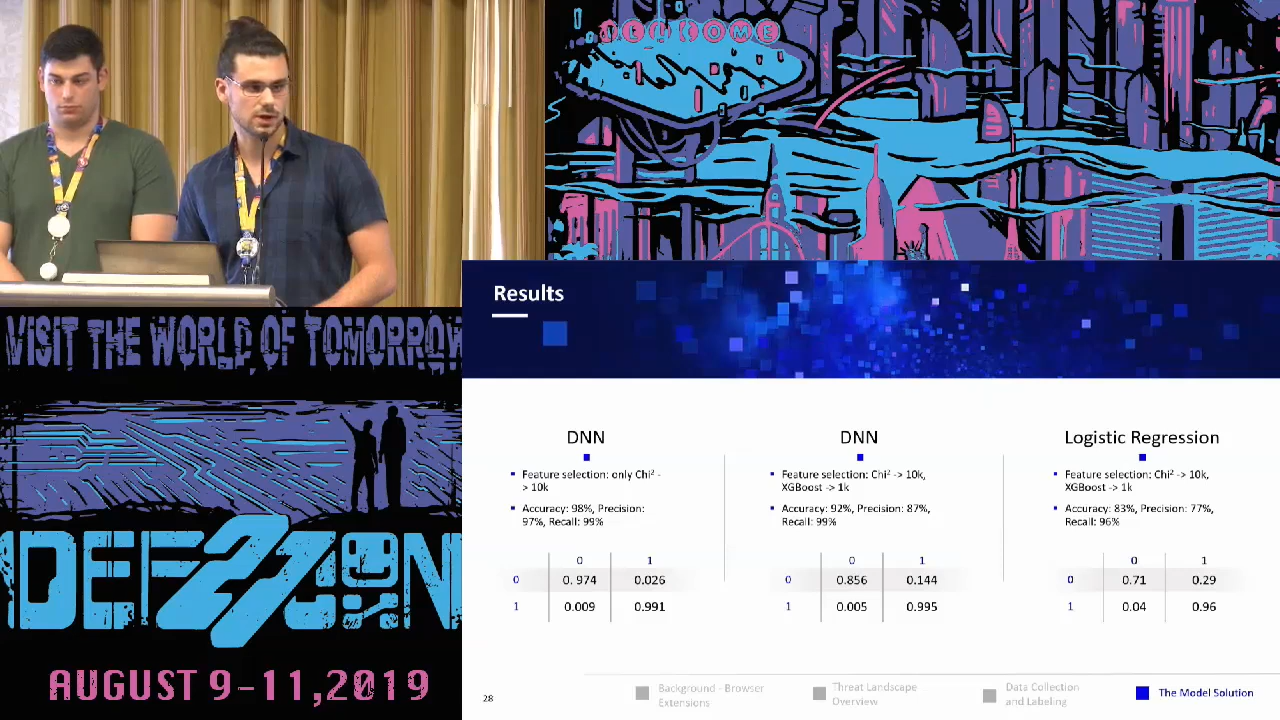 WELCOME
VISIT THE WORLD OF TOMORROW
DEF CON
27
AUGUST 9-11,2019
Results
DNN
Feature selection: only Chi² -
> 10k
Accuracy: 98%, Precision:
97%, Recall: 99%
0 1
0 0. 974 0.026
1 0.009 0.991
DNN
Feature selection: Chi² -> 10k,
XGBoost -> 1k
Accuracy: 92%, Precision: 87%,
Recall: 99%
0 1
0 0.856 0.144
1 0.005 0.995
Logistic Regression
Feature selection: Chi² -> 10k,
XGBoost -> 1k
Accuracy: 83%, Precision: 77%,
Recall: 96%
0 1
0 0.71 0.29
1 0.04 0.96
28
Background - Browser
Extensions
Threat Landscape
Overview
Data Collection
and Labeling
The Model Solution